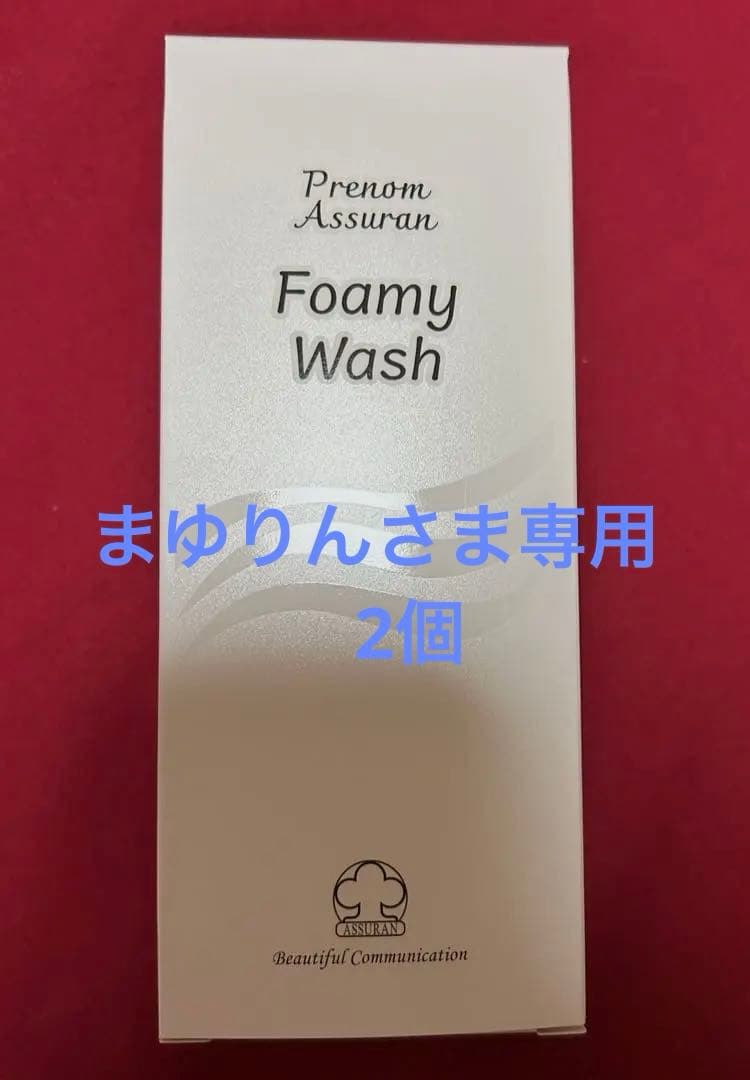 Prenom
Assuran
Foamy
Wash
まゆりんさま専用
2個
ASSURAN
Beautiful Communication